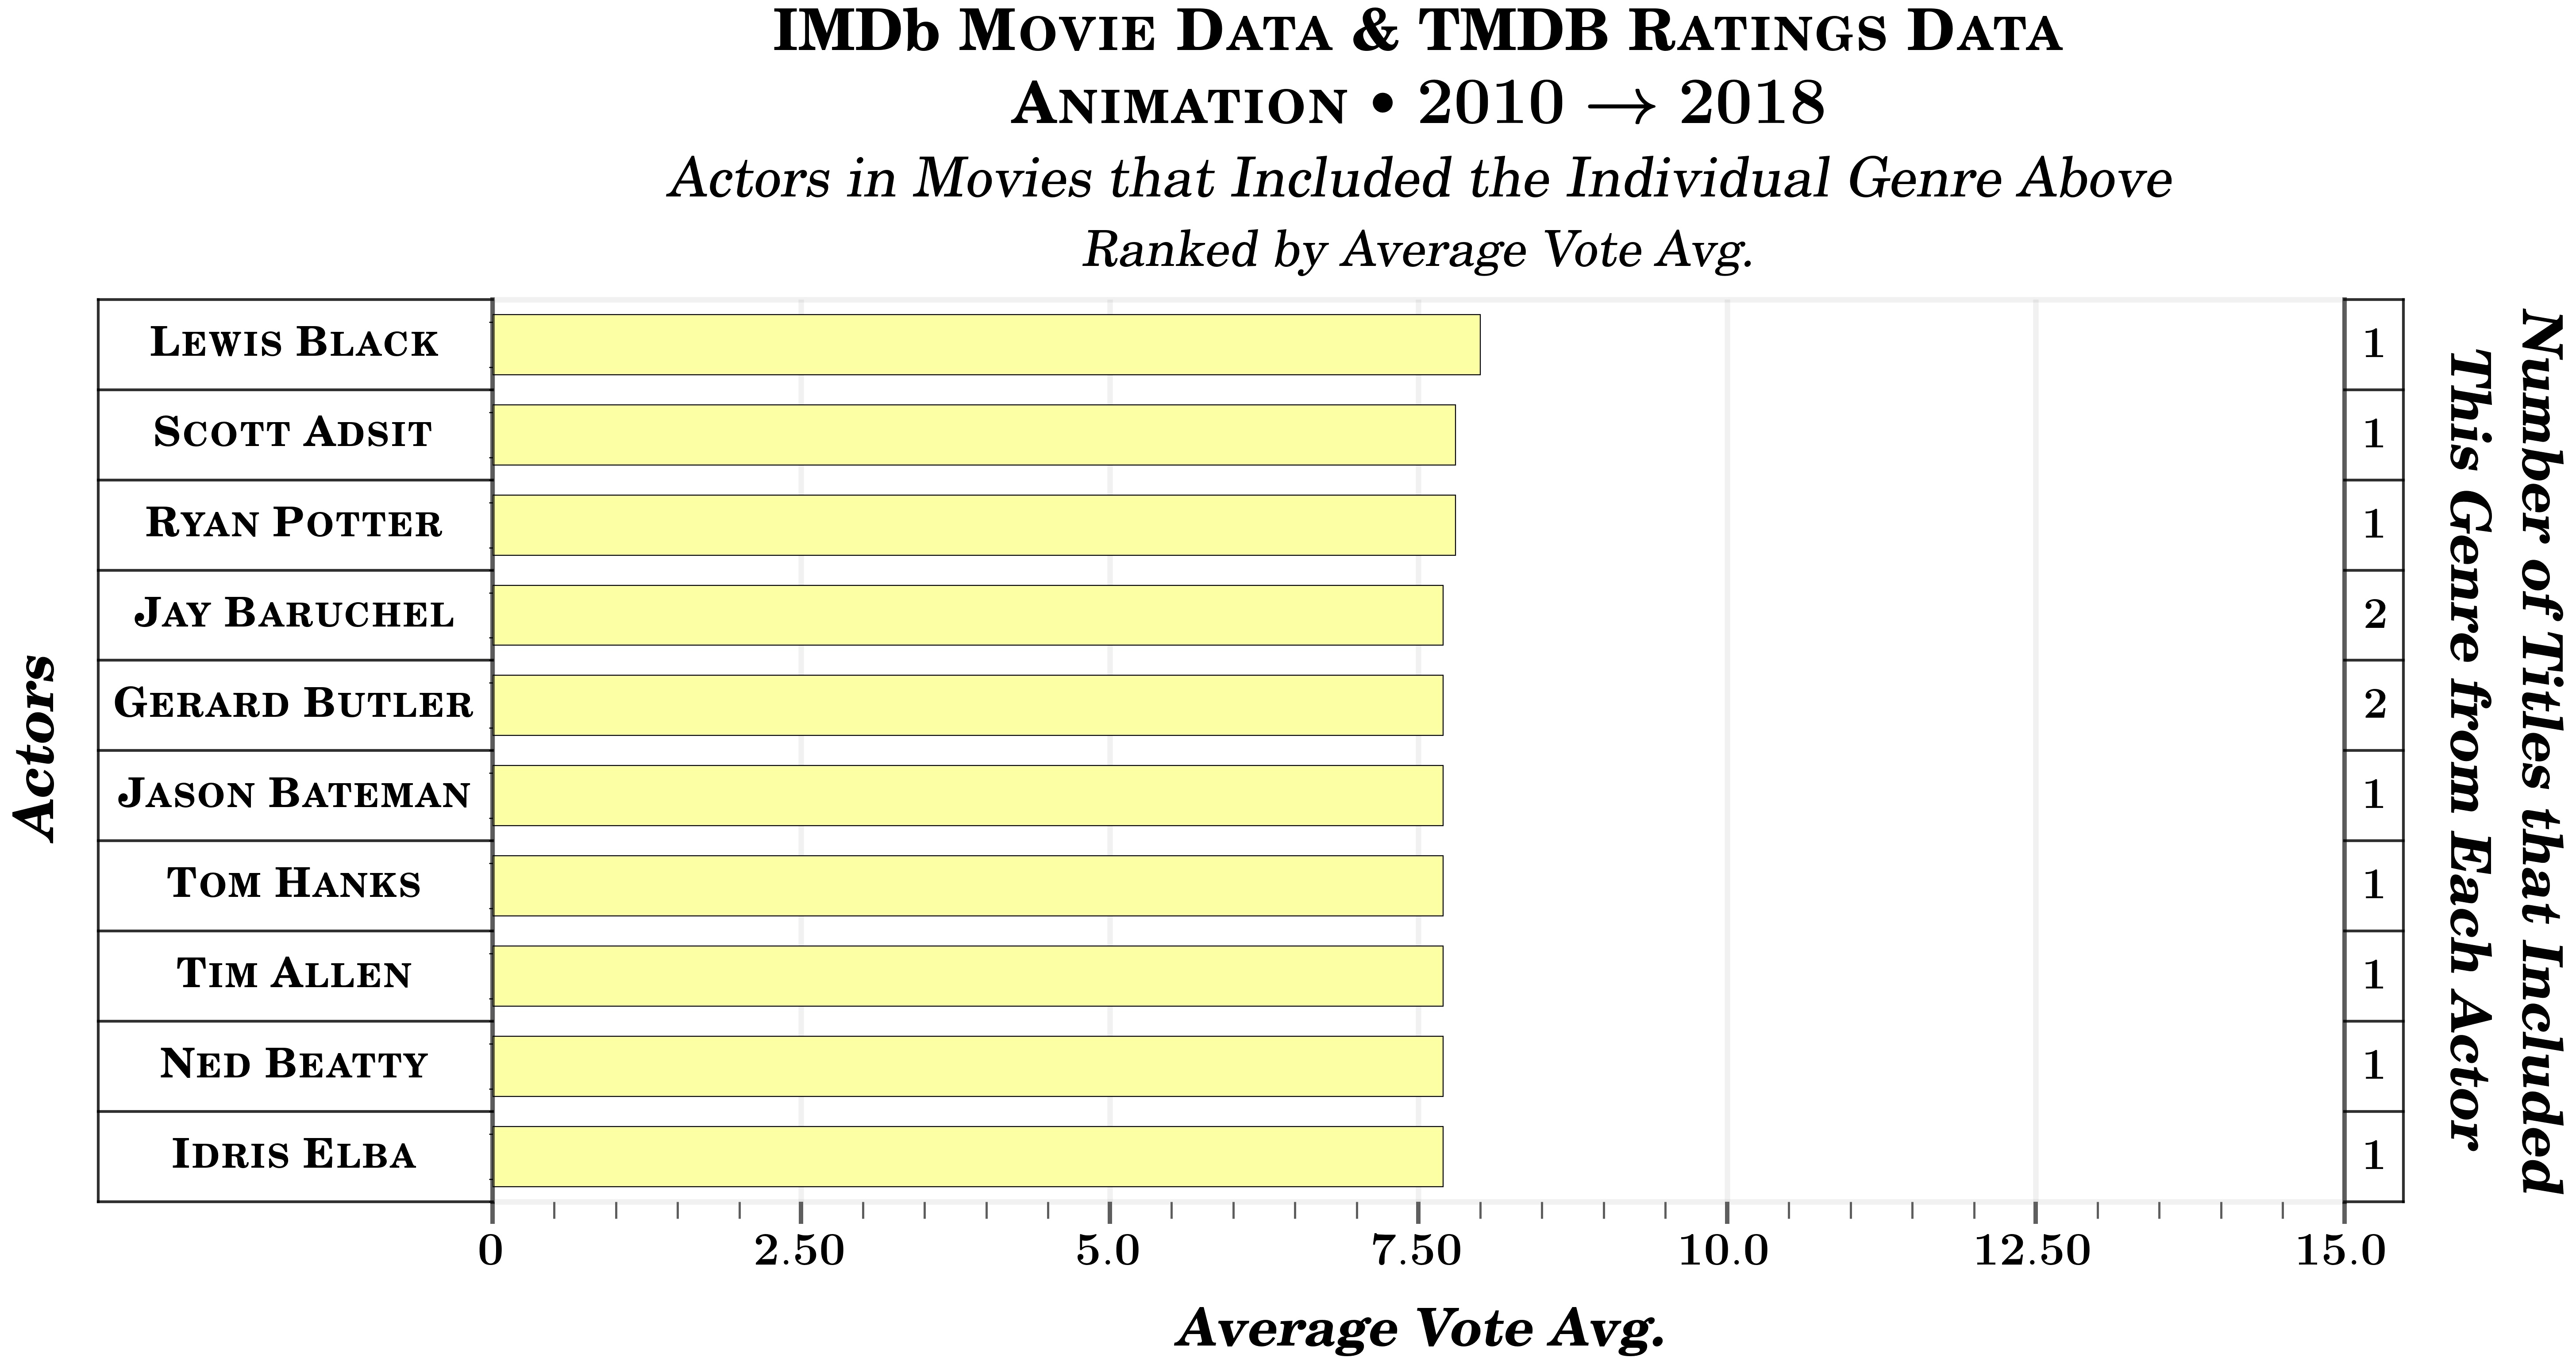 IMDb Movie Data & TMDB Ratings Data
Animation • 2010 → 2018
Actors in Movies that Included the Individual Genre Above
Ranked by Average Vote Avg.
Actors
Lewis Black 1
Scott Adsit 1
Ryan Potter 1
Jay Baruchel 2
Gerard Butler 2
Jason Bateman 1
Tom Hanks 1
Tim Allen 1
Ned Beatty 1
Idris Elba 1
Number of Titles that Included
This Genre from Each Actor
0 2.50 5.0 7.50 10.0 12.50 15.0
Average Vote Avg.